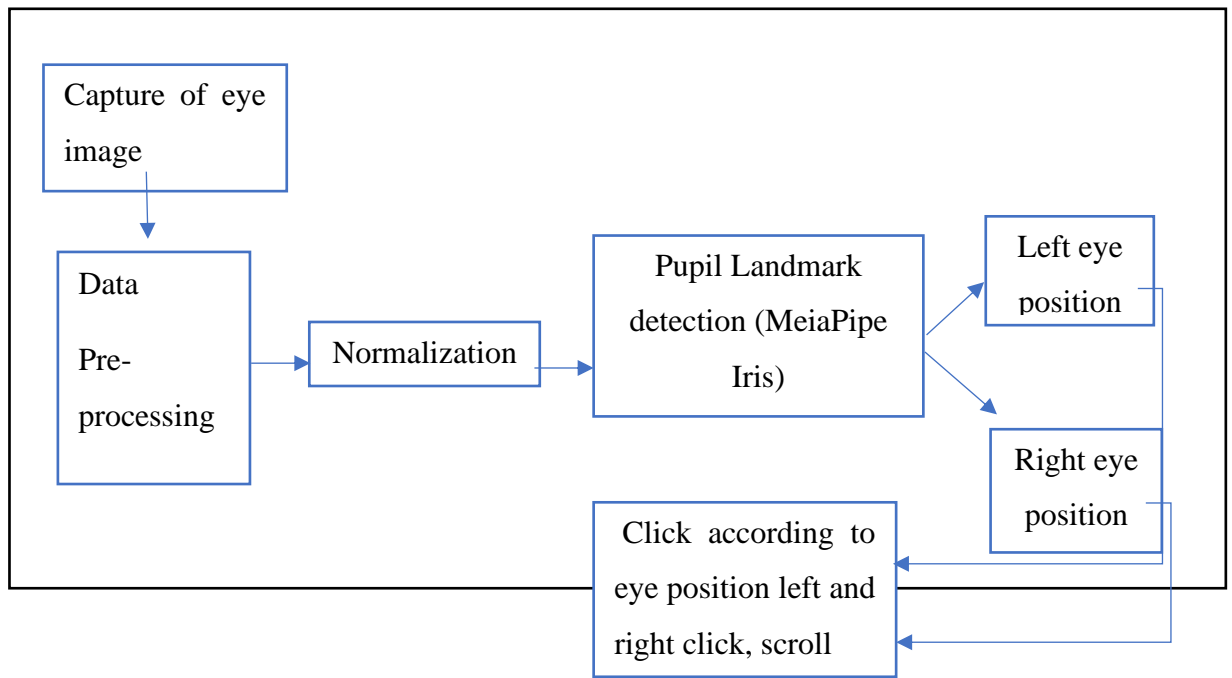 Capture of eye
image
Data
Pre-
processing
Normalization
Pupil Landmark
detection (MeiaPipe
Iris)
Left eye
position
Right eye
position
Click according to
eye position left and
right click, scroll